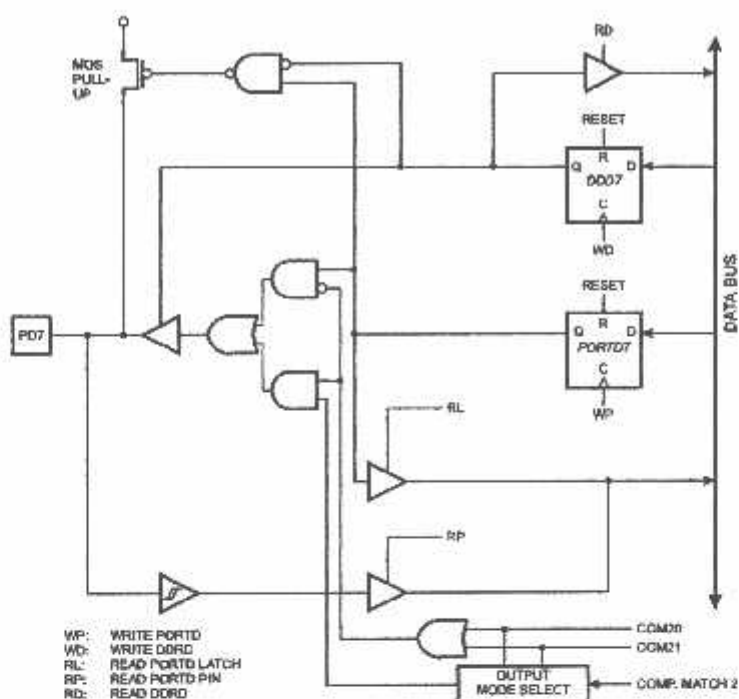 RD
MOS
PULL-
UP
RESET
R
Q
D
DDD7
C
WD
RESET
R
Q
D
PORTD7
C
WP
DATA BUS
PD7
RL
RP
WP: WRITE PORTD
WD: WRITE DDRD
RL: READ PORTD LATCH
RP: READ PORTD PIN
RD: READ DDRD
COM20
COM21
OUTPUT
MODE SELECT
COMP. MATCH 2